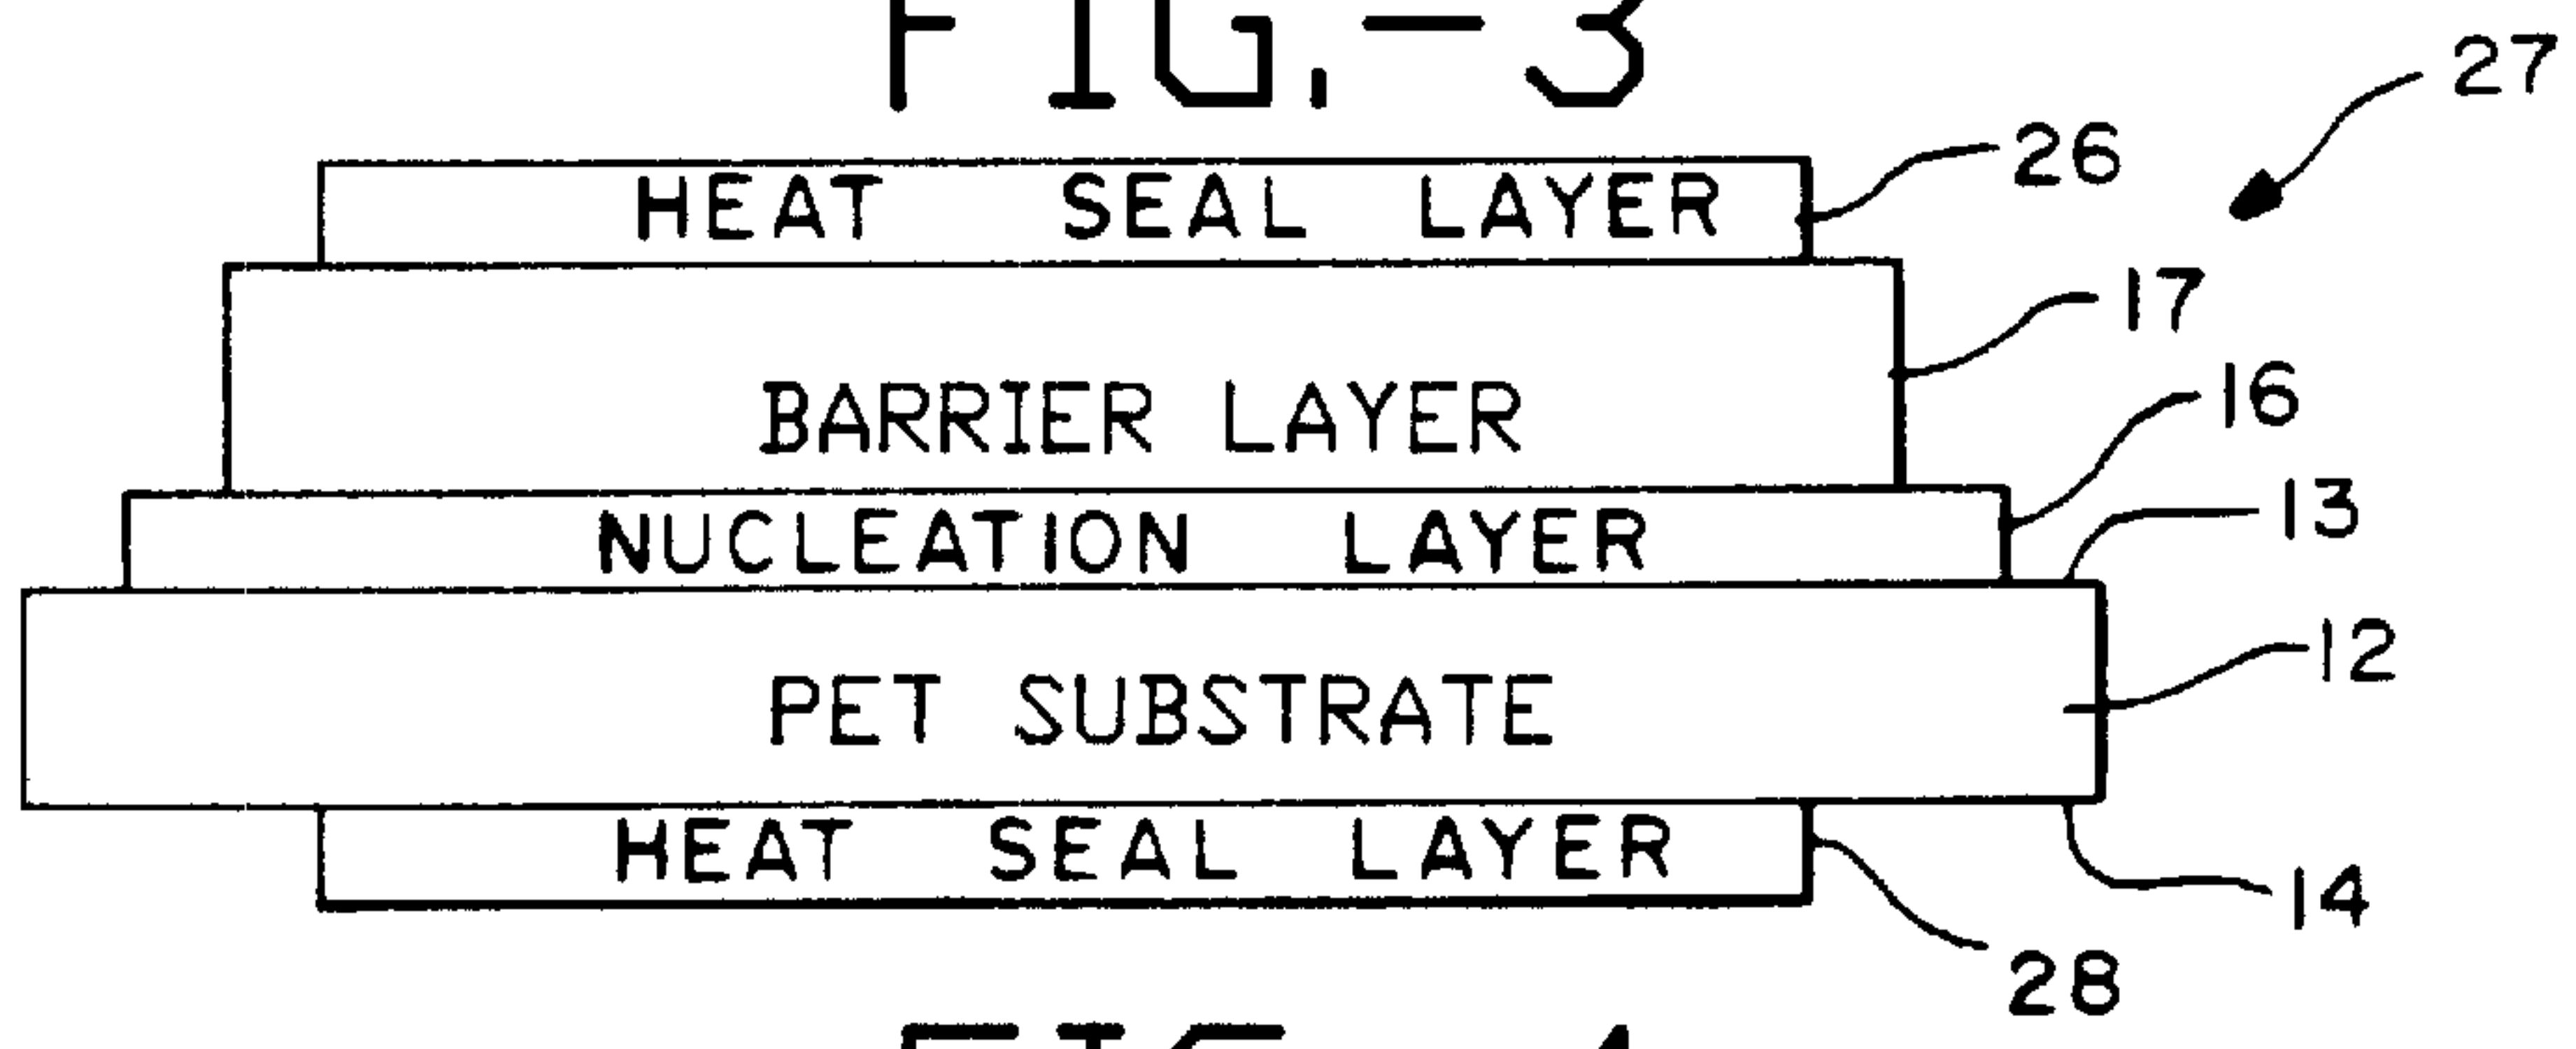 FIG.-3
27
HEAT SEAL LAYER
26
17
BARRIER LAYER
16
NUCLEATION LAYER
13
12
PET SUBSTRATE
HEAT SEAL LAYER
14
28